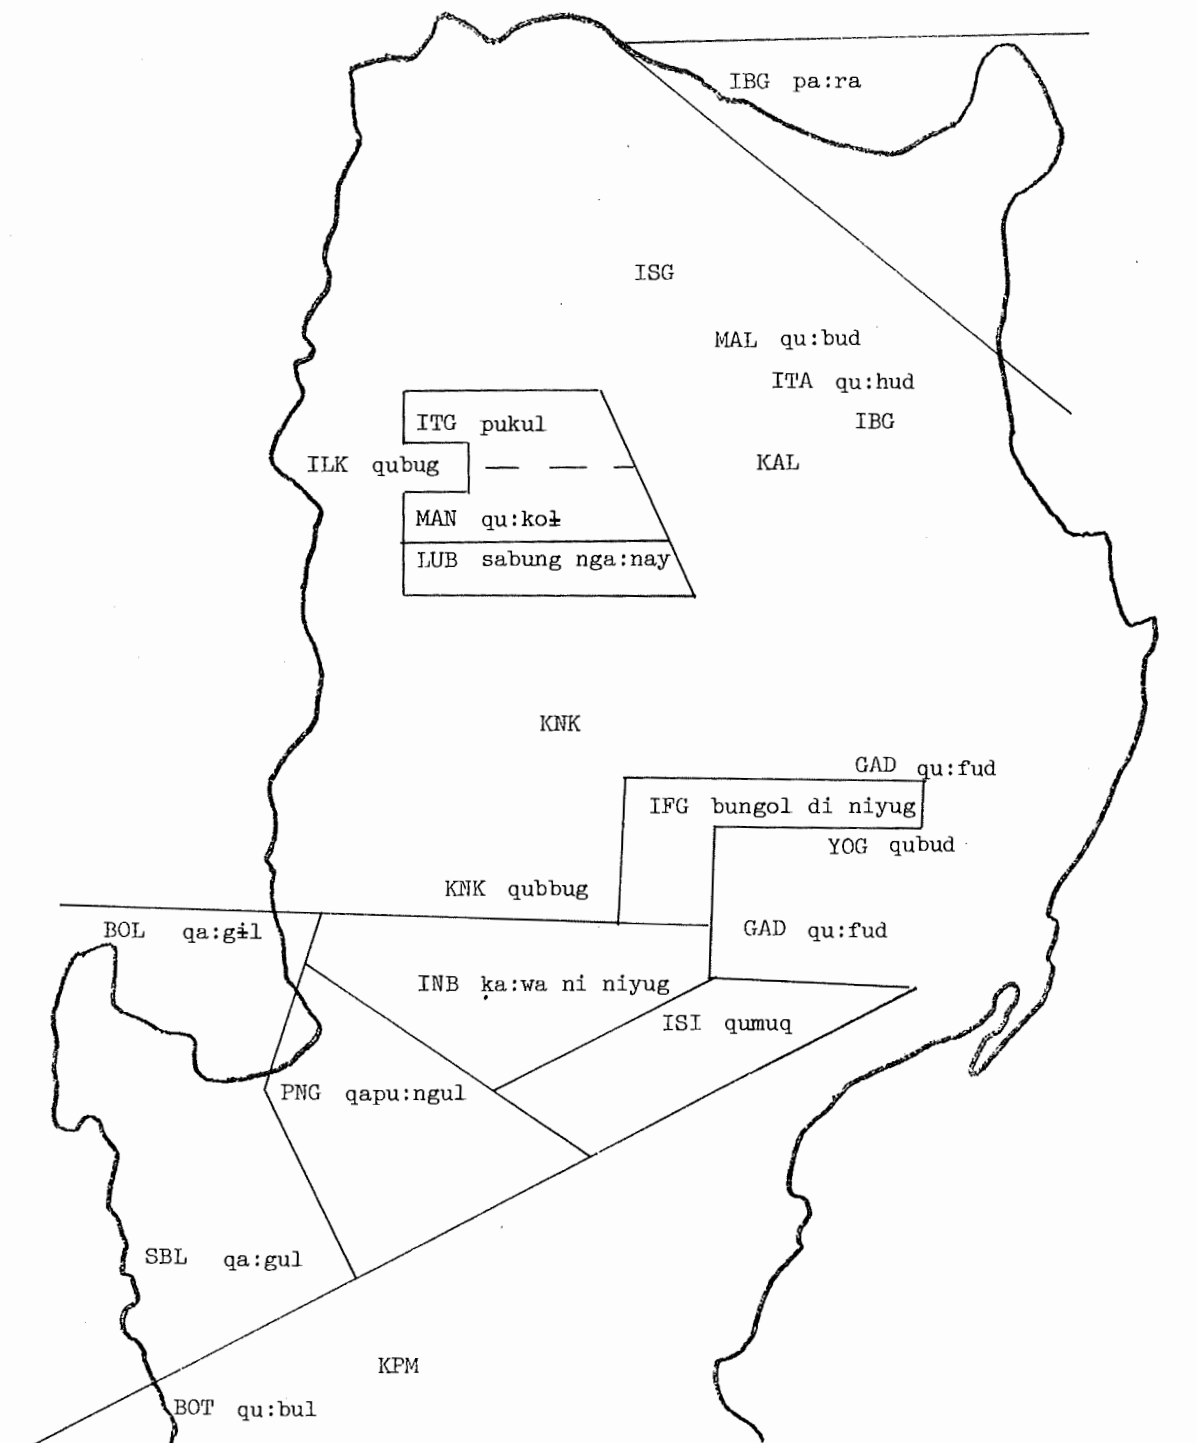 IBG pa:ra
ISG
MAL qu:bud
ITA qu:hud
IBG
ITG pukul
ILK qubug
KAL
MAN qu:koł
LUB sabung nga:nay
KNK
GAD qu:fud
IFG bungol di niyug
YOG qubud
KNK qubbug
BOL qa:gɨl
GAD qu:fud
INB ḳa:wa ni niyug
ISI qumuq
PNG qapu:ngul
SBL qa:gul
KPM
BOT qu:bul